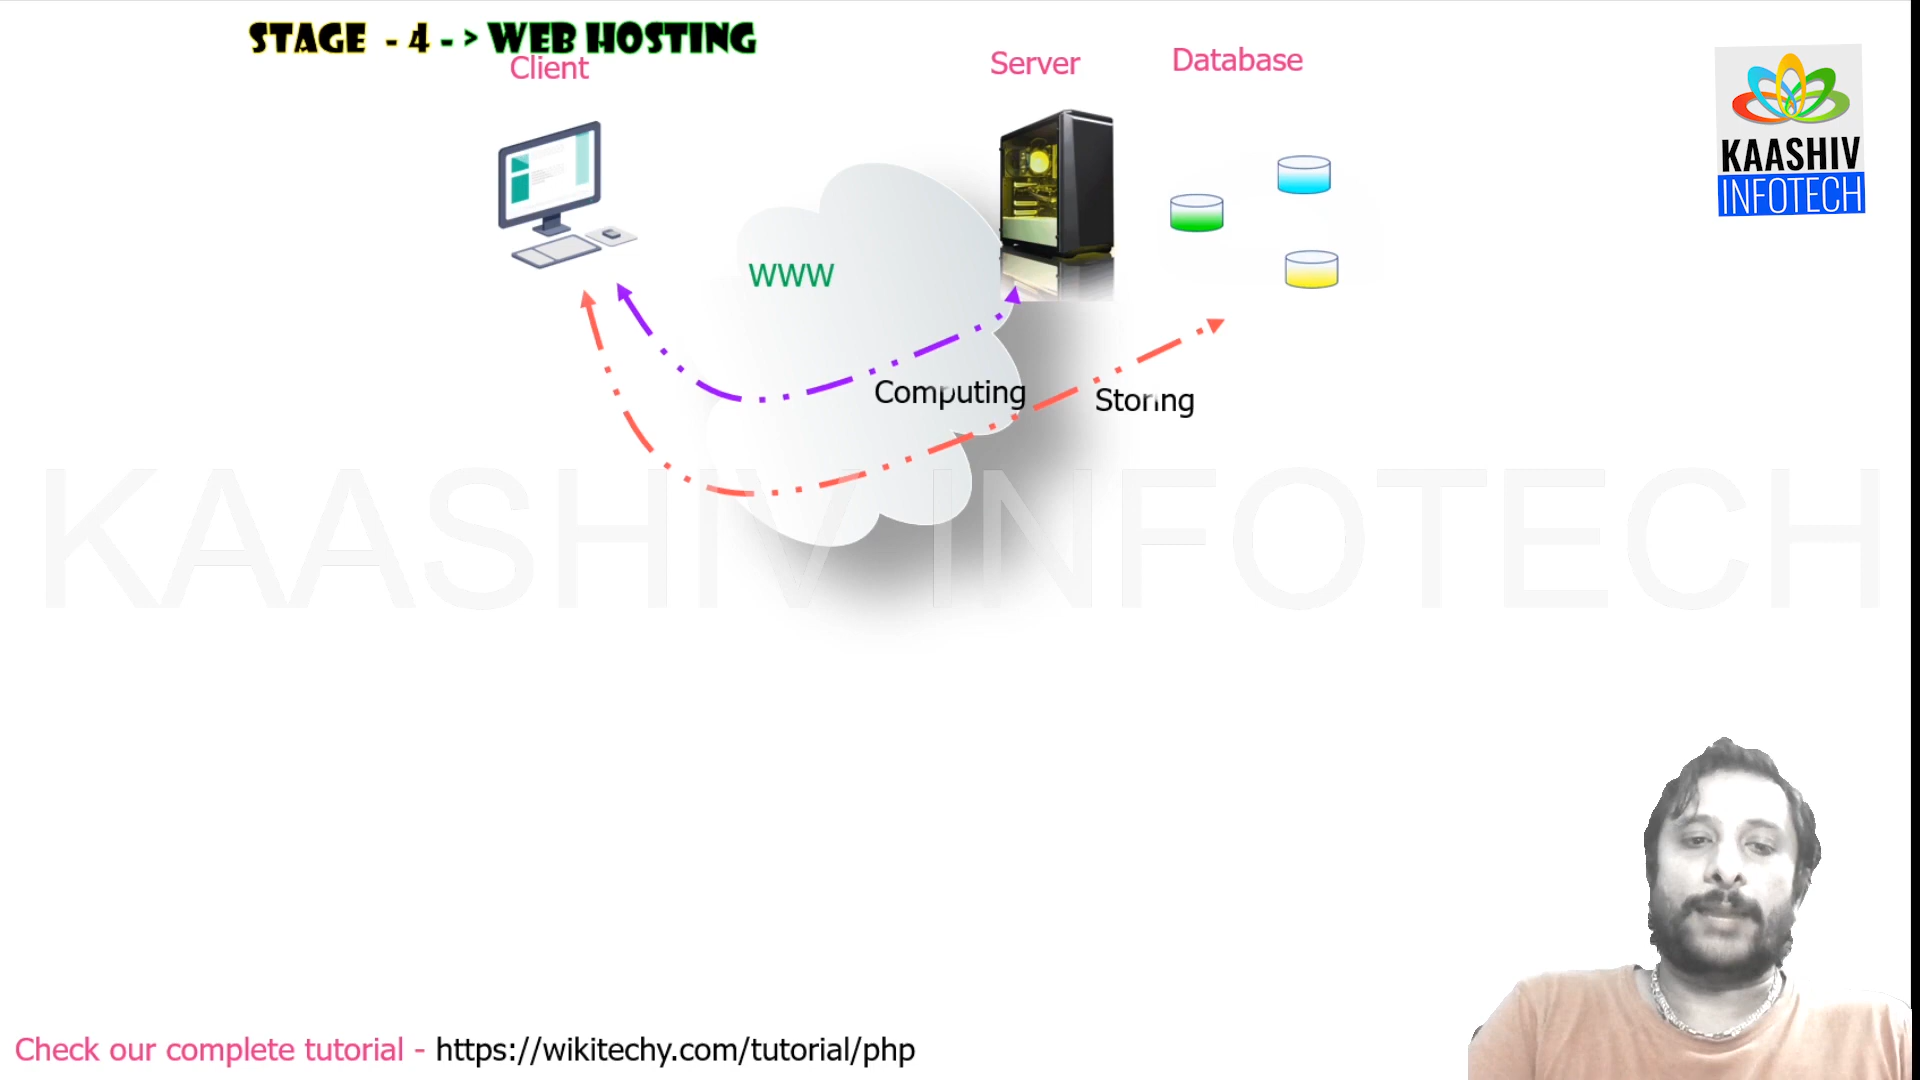 STAGE - 4 - > WEB HOSTING
Client
Server
Database
KAASHIV
INFOTECH
WWW
Computing
Storing
KAASHIV INFOTECH
Check our complete tutorial - https://wikitechy.com/tutorial/php